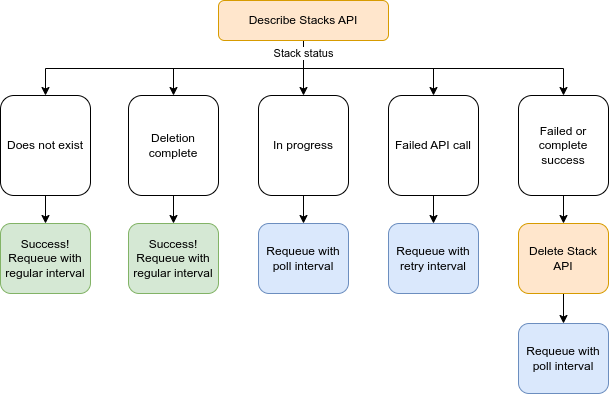 Describe Stacks API
Stack status
Does not exist
Deletion
complete
In progress
Failed API call
Failed or
complete
success
Success!
Requeue with
regular interval
Success!
Requeue with
regular interval
Requeue with
poll interval
Requeue with
retry interval
Delete Stack
API
Requeue with
poll interval